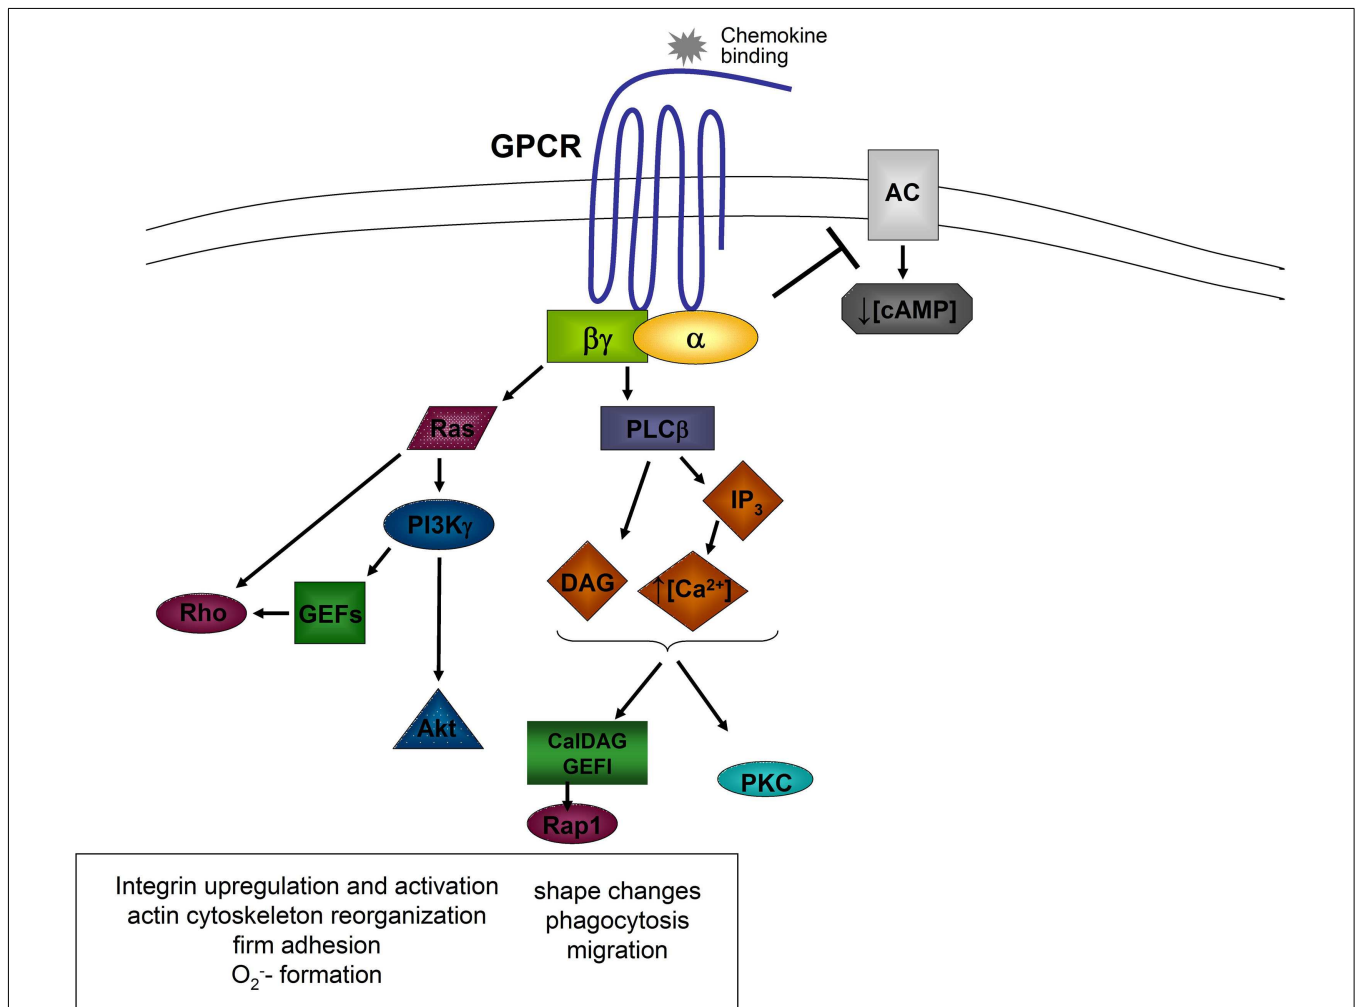 Chemokine
binding
GPCR
AC
↓[cAMP]
βγ
α
Ras
PLCβ
IP₃
PI3Kγ
DAG
↑[Ca²⁺]
Rho
GEFs
Akt
CalDAG
GEFI
PKC
Rap1
Integrin upregulation and activation
actin cytoskeleton reorganization
firm adhesion
O₂⁻- formation
shape changes
phagocytosis
migration